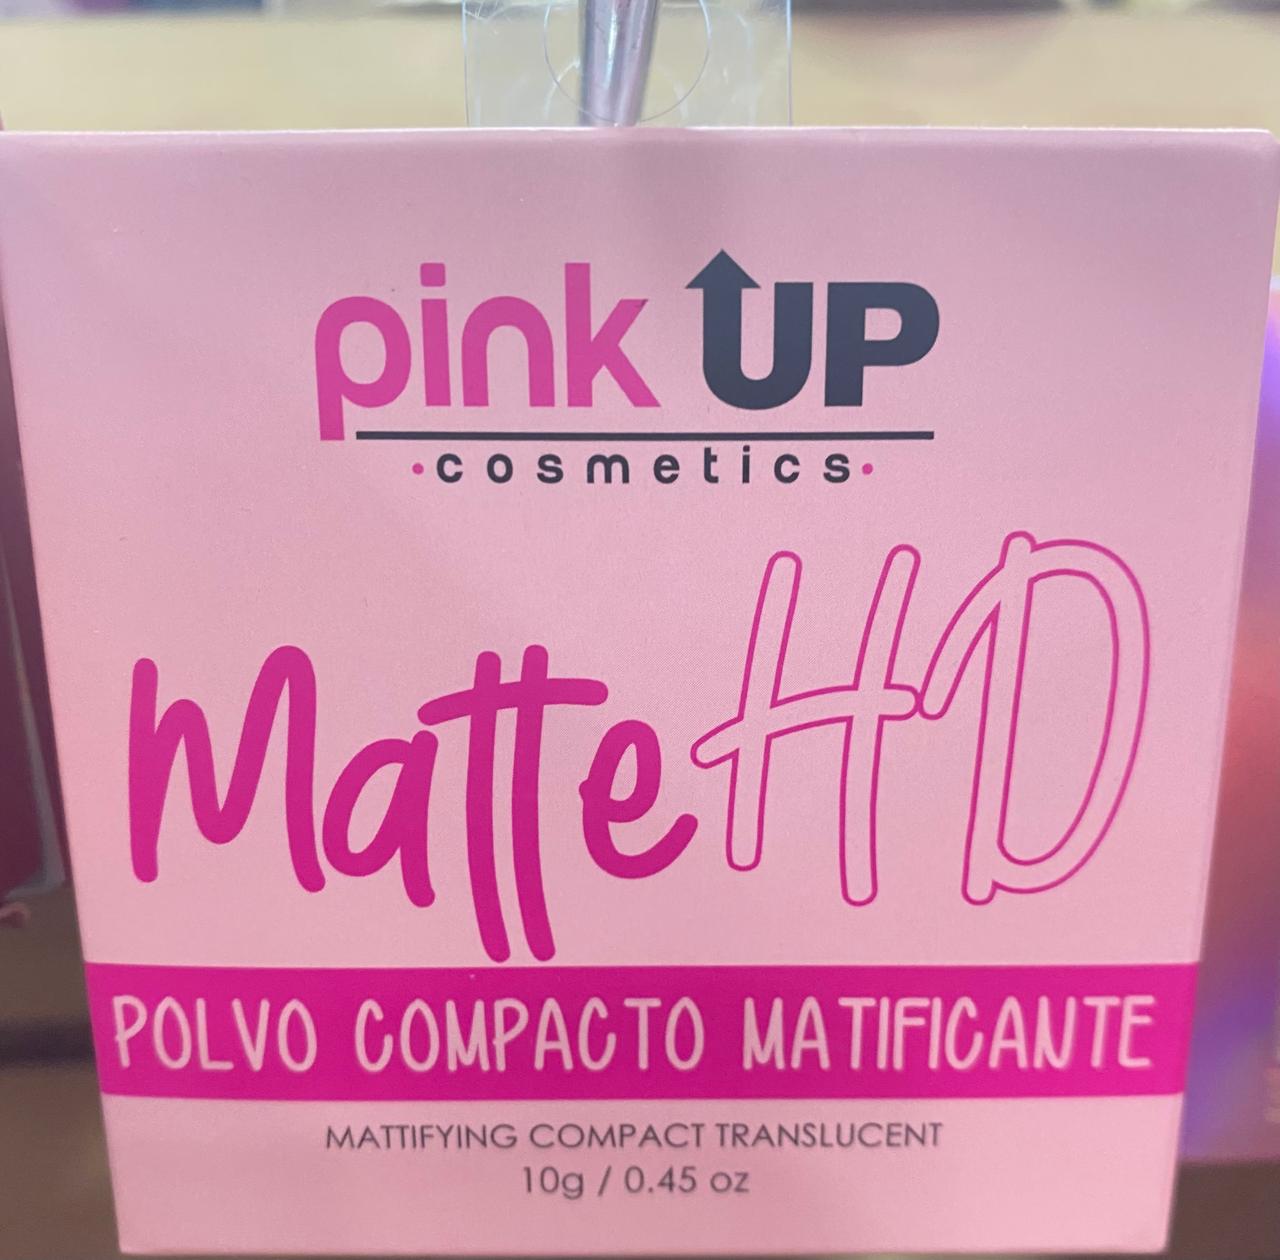 pink UP
•cosmetics•
Matte HD
POLVO COMPACTO MATIFICANTE
MATTIFYING COMPACT TRANSLUCENT
10g / 0.45 oz